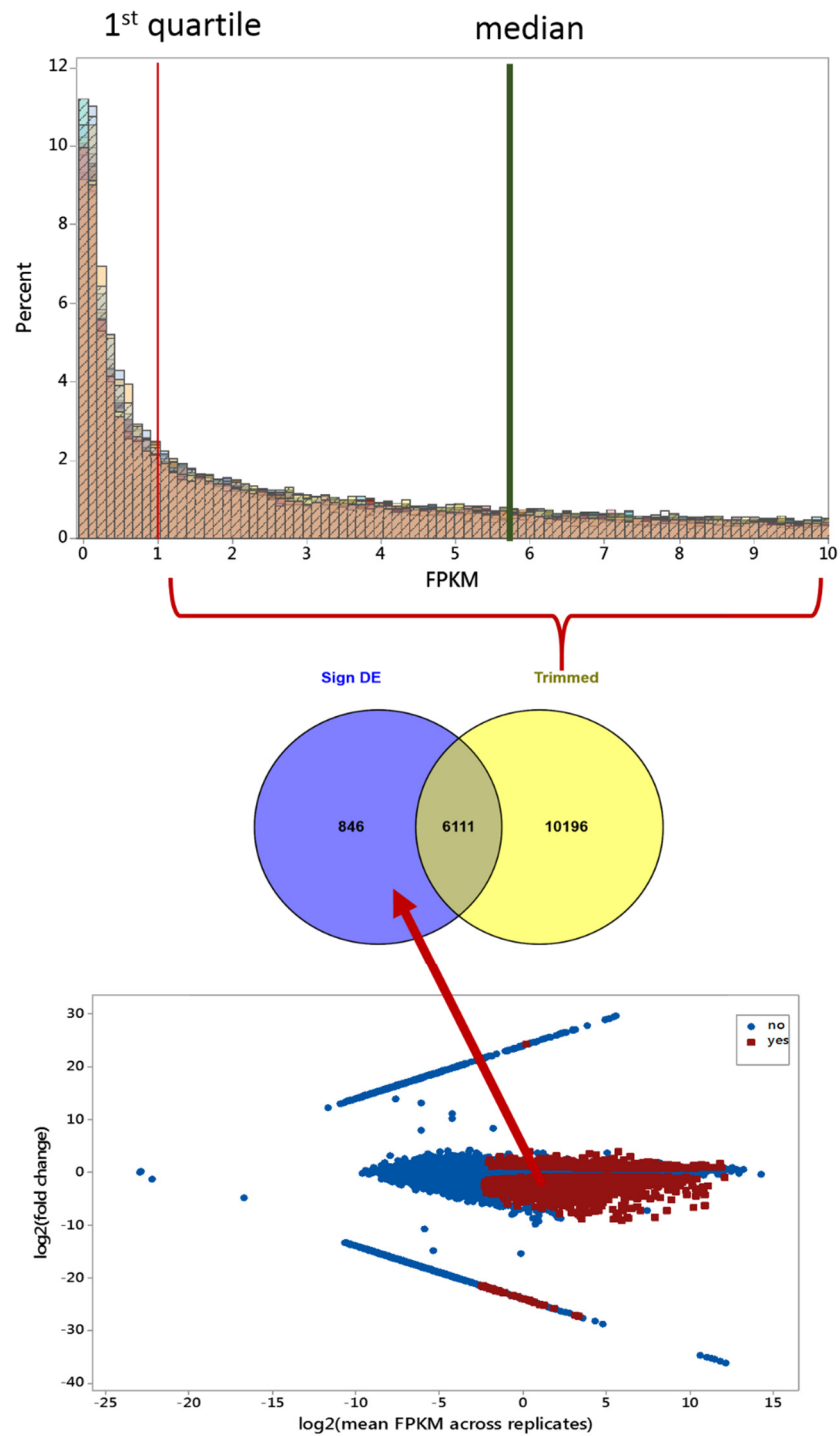 1st quartile median
12
10
8
6
4
2
0
Percent
0 1 2 3 4 5 6 7 8 9 10
FPKM
Sign DE Trimmed
846 6111 10196
30
20
10
0
-10
-20
-30
-40
log2(fold change)
no
yes
-25 -20 -15 -10 -5 0 5 10 15
log2(mean FPKM across replicates)